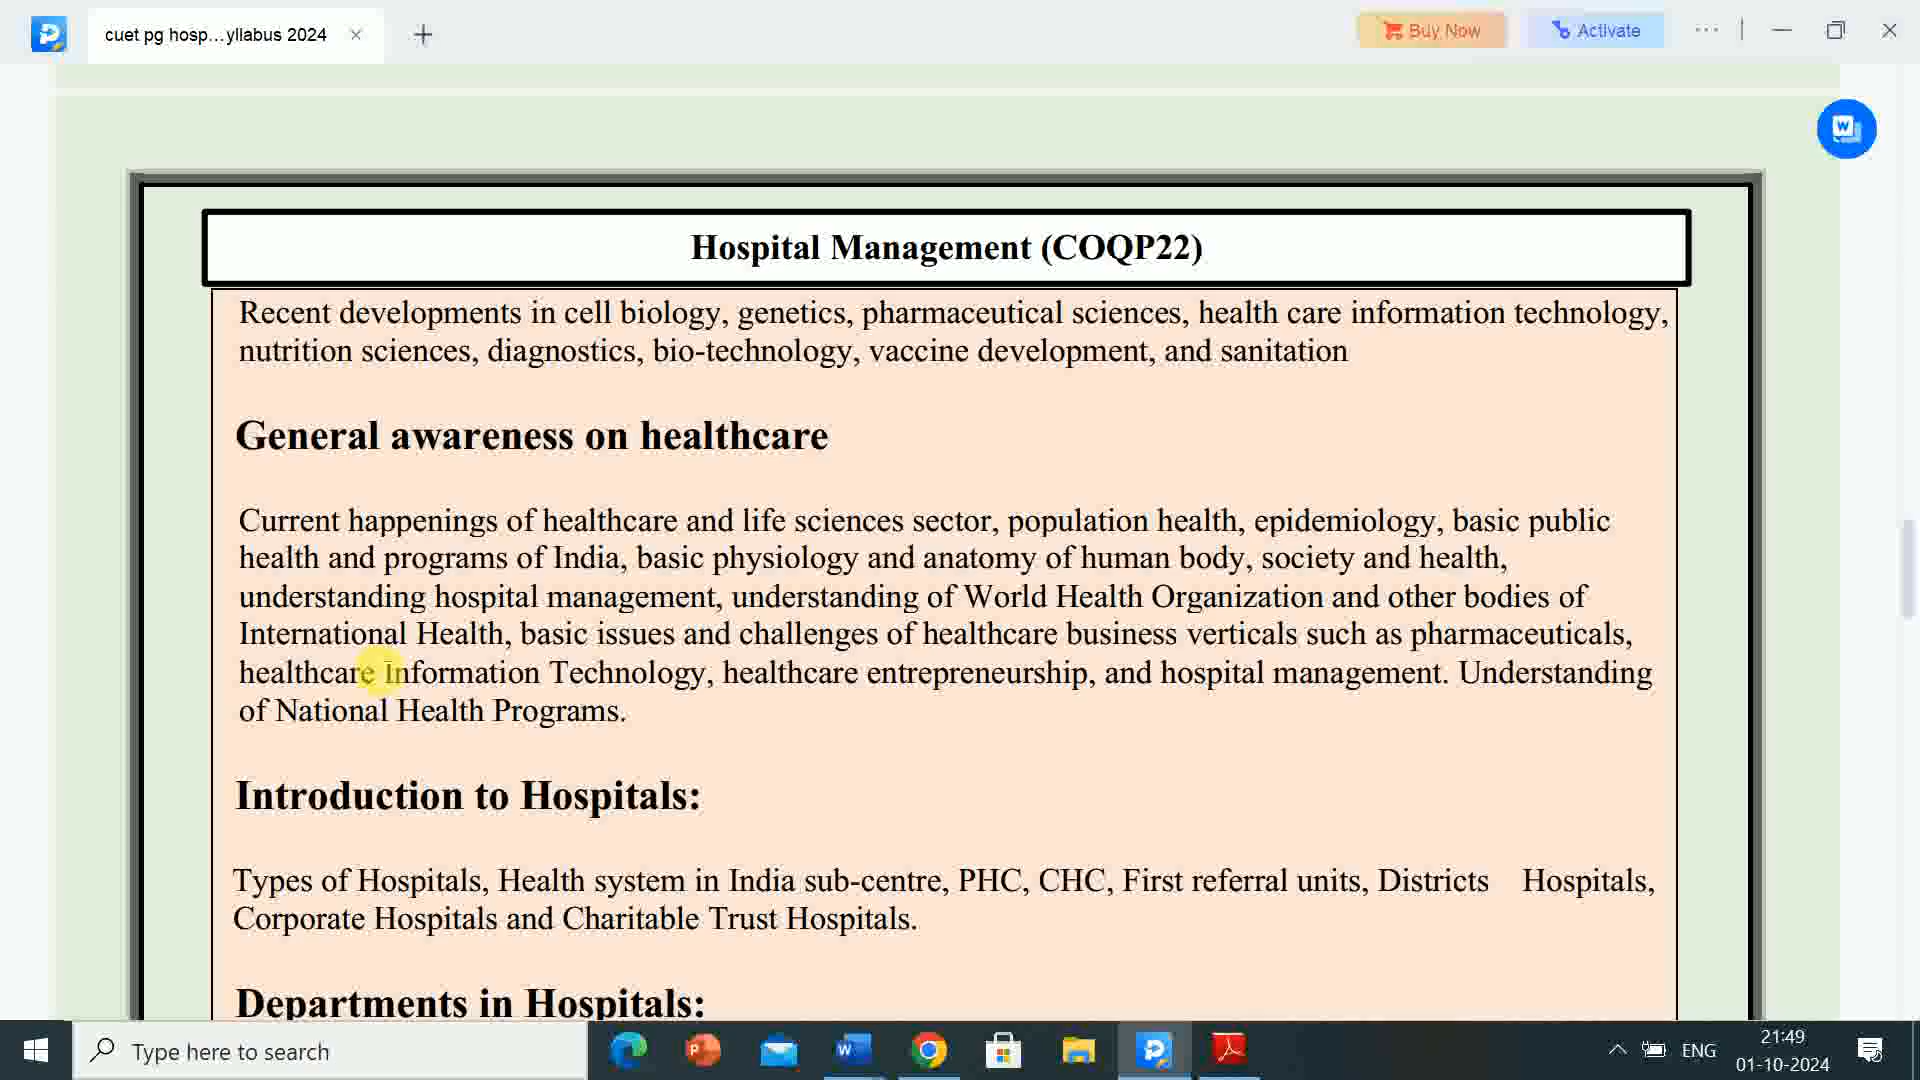 cuet pg hosp...yllabus 2024
Buy Now
Activate
Hospital Management (COQP22)
Recent developments in cell biology, genetics, pharmaceutical sciences, health care information technology,
nutrition sciences, diagnostics, bio-technology, vaccine development, and sanitation
General awareness on healthcare
Current happenings of healthcare and life sciences sector, population health, epidemiology, basic public
health and programs of India, basic physiology and anatomy of human body, society and health,
understanding hospital management, understanding of World Health Organization and other bodies of
International Health, basic issues and challenges of healthcare business verticals such as pharmaceuticals,
healthcare Information Technology, healthcare entrepreneurship, and hospital management. Understanding
of National Health Programs.
Introduction to Hospitals:
Types of Hospitals, Health system in India sub-centre, PHC, CHC, First referral units, Districts Hospitals,
Corporate Hospitals and Charitable Trust Hospitals.
Departments in Hospitals:
Type here to search
ENG
21:49
01-10-2024